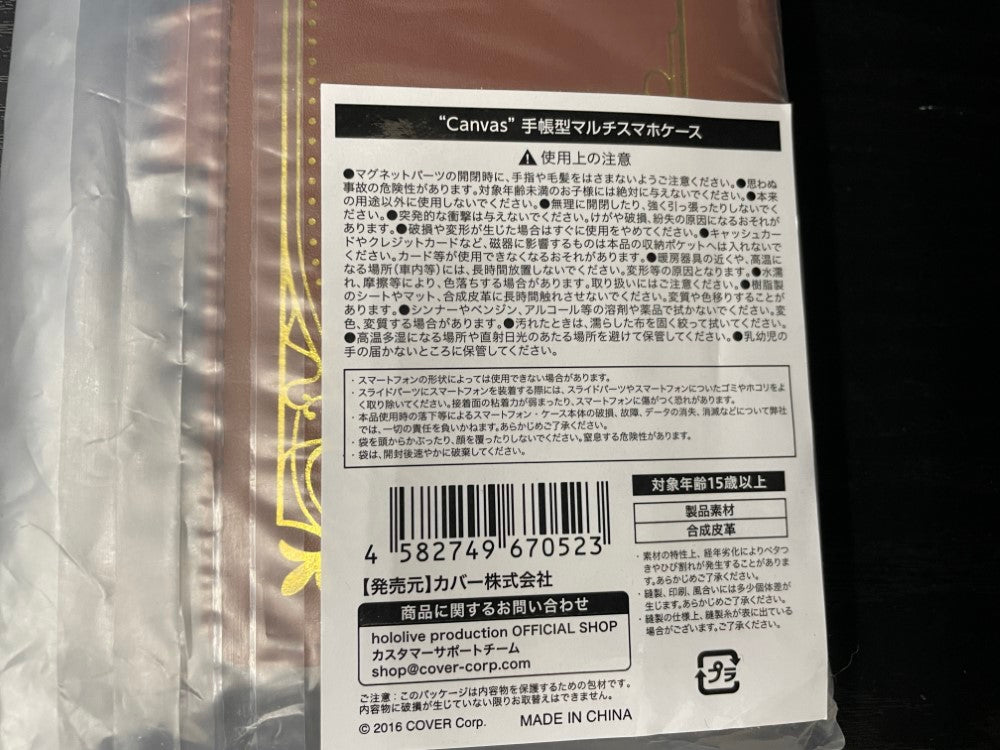 “Canvas” 手帳型マルチスマホケース
⚠使用上の注意
●マグネットパーツの開閉時に、手指や毛髪をはさまないようご注意ください。●思わぬ
事故の危険性があります。対象年齢未満のお子様には絶対に与えないでください。●本来
の用途以外に使用しないでください。●無理に開閉したり、強く引っ張ったりしないでく
ださい。●突発的な衝撃は与えないでください。けがや破損、紛失の原因になるおそれが
あります。●破損や変形が生じた場合はすぐに使用をやめてください。●キャッシュカー
ドやクレジットカードなど、磁器に影響するものは本品の収納ポケットへは入れないで
ください。カード等が使用できなくなるおそれがあります。●暖房器具の近くや、高温に
なる場所(車内等)には、長時間放置しないでください。変形等の原因となります。●水濡
れ、摩擦等により、色落ちする場合があります。取り扱いにはご注意ください。●樹脂製
のシートやマット、合成皮革に長時間触れさせないでください。変質や色移りすることが
あります。●シンナーやベンジン、アルコール等の溶剤や薬品で拭かないでください。変
色、変質する場合があります。●汚れたときは、濡らした布を固く絞って拭いてください。
●高温多湿になる場所や直射日光のあたる場所を避けて保管してください。●乳幼児の
手の届かないところに保管してください。
・スマートフォンの形状によっては使用できない場合があります。
・スライドパーツにスマートフォンを装着する際には、スライドパーツやスマートフォンについたゴミやホコリをよ
く取り除いてください。接着面の粘着力が弱まったり、スマートフォンに傷がつく恐れがあります。
・本品使用時の落下等によるスマートフォン・ケース本体の破損、故障、データの消失、消滅などについて弊社
では、一切の責任を負いかねます。あらかじめご了承ください。
・袋を頭からかぶったり、顔を覆ったりしないでください。窒息する危険性があります。
・袋は、開封後速やかに破棄してください。
4 582749 670523
【発売元】カバー株式会社
商品に関するお問い合わせ
hololive production OFFICIAL SHOP
カスタマーサポートチーム
shop@cover-corp.com
ご注意:このパッケージは内容物を保護するための包材です。
内容物に破損が生じていない限りお取替えはできません。
© 2016 COVER Corp. MADE IN CHINA
対象年齢15歳以上
製品素材
合成皮革
・素材の特性上、経年劣化によりベタつ
きやひび割れが発生することがありま
す。あらかじめご了承ください。
・縫製、印刷、風合いには多少個体差が
生じます。あらかじめご了承ください。
・縫製の仕様上、縫製糸が表に出ている
場合がございます。ご了承ください。
プラ